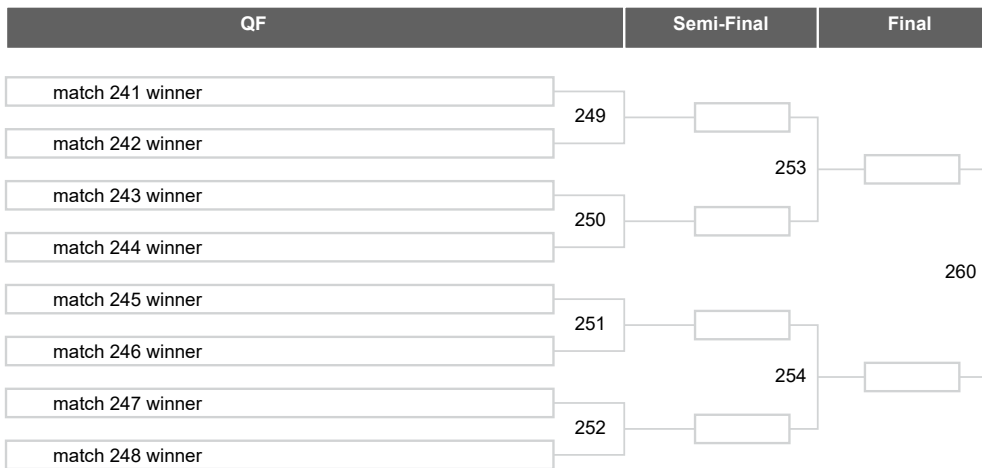 QF Semi-Final Final
match 241 winner
249
match 242 winner
253
match 243 winner
250
match 244 winner
260
match 245 winner
251
match 246 winner
254
match 247 winner
252
match 248 winner